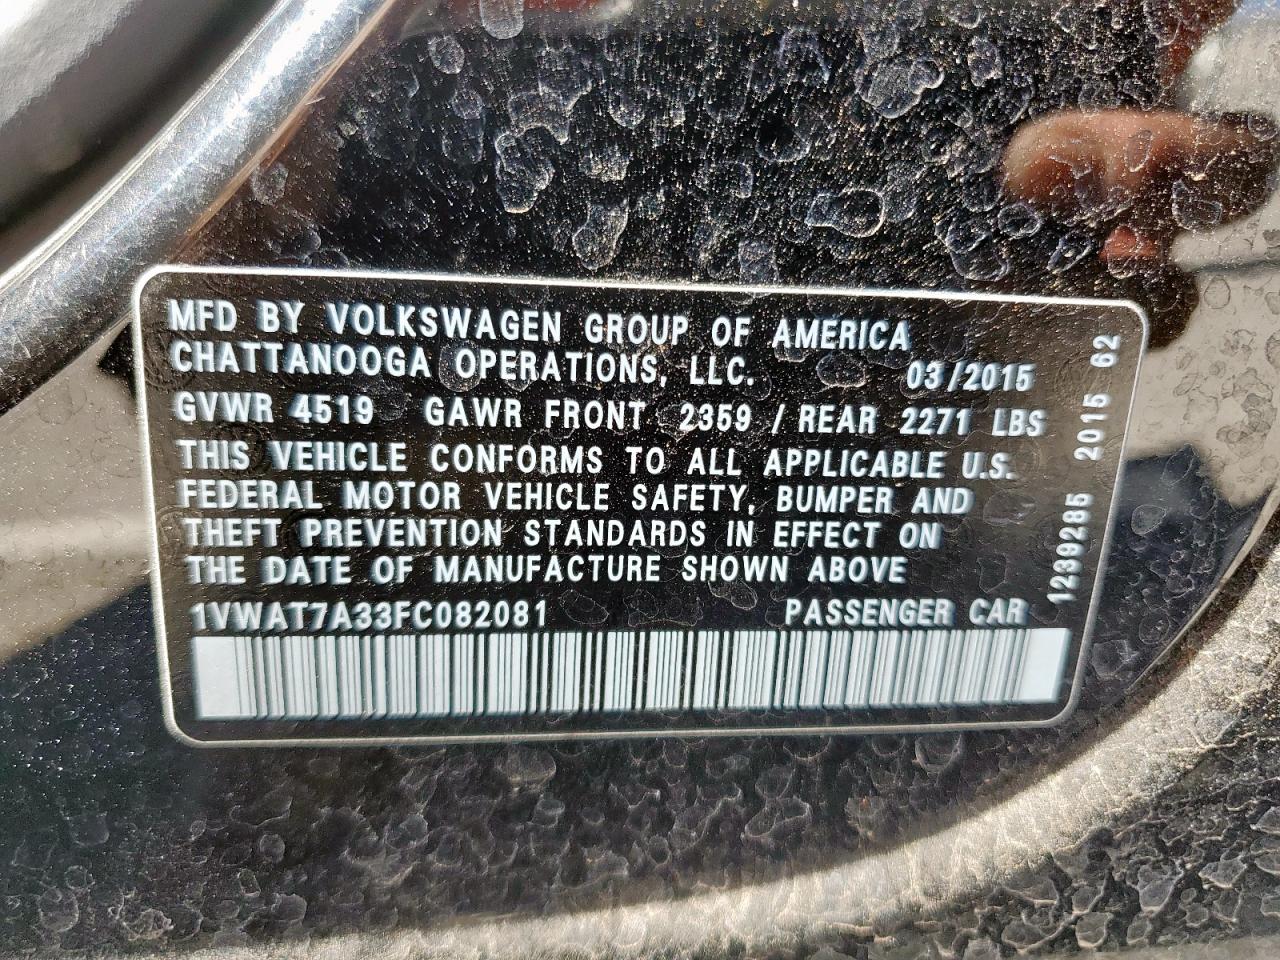 MFD BY VOLKSWAGEN GROUP OF AMERICA
CHATTANOOGA OPERATIONS, LLC. 03/2015
GVWR 4519 GAWR FRONT 2359 / REAR 2271 LBS
THIS VEHICLE CONFORMS TO ALL APPLICABLE U.S.
FEDERAL MOTOR VEHICLE SAFETY, BUMPER AND
THEFT PREVENTION STANDARDS IN EFFECT ON
THE DATE OF MANUFACTURE SHOWN ABOVE
1VWAT7A33FC082081 PASSENGER CAR
1239285 2015 62